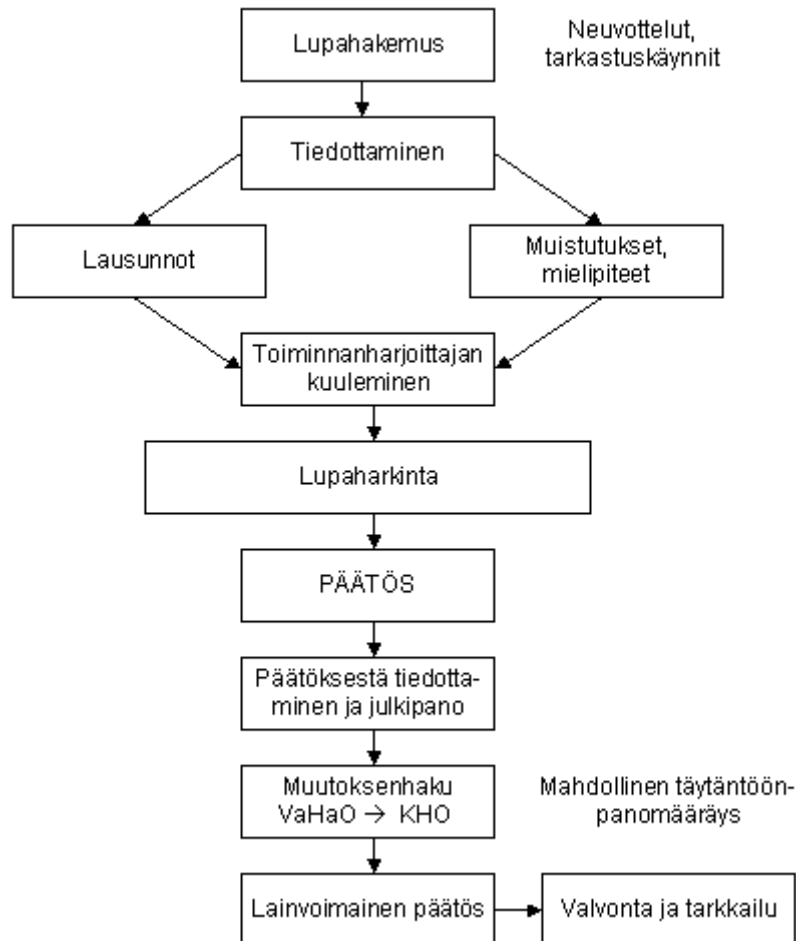 Lupahakemus
Neuvottelut,
tarkastuskäynnit
Tiedottaminen
Lausunnot
Muistutukset,
mielipiteet
Toiminnanharjoittajan
kuuleminen
Lupaharkinta
PÄÄTÖS
Päätöksestä tiedotta-
minen ja julkipano
Muutoksenhaku
VaHaO → KHO
Mahdollinen täytäntöön-
panomääräys
Lainvoimainen päätös
Valvonta ja tarkkailu